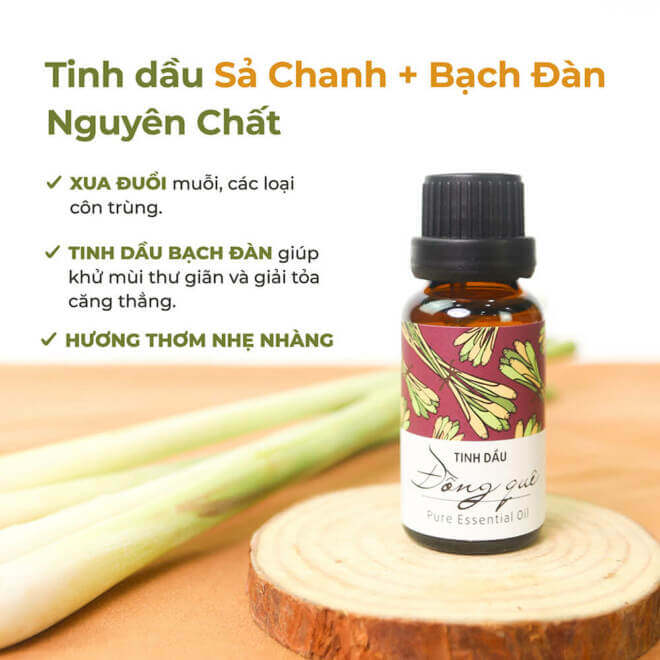 Tinh dầu Sả Chanh + Bạch Đàn
Nguyên Chất
XUA ĐUỔI muỗi, các loại
côn trùng.
TINH DẦU BẠCH ĐÀN giúp
khử mùi thư giãn và giải tỏa
căng thẳng.
HƯƠNG THƠM NHẸ NHÀNG
TINH DẦU
Đồng quê
Pure Essential Oil